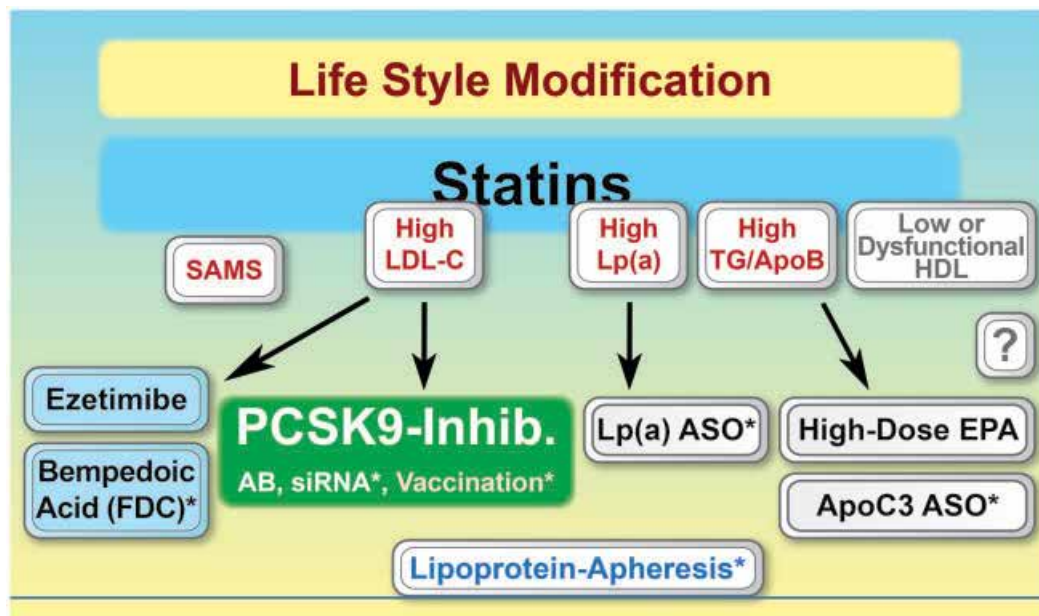 Life Style Modification
Statins
SAMS
High
LDL-C
High
Lp(a)
High
TG/ApoB
Low or
Dysfunctional
HDL
?
Ezetimibe
Bempedoic
Acid (FDC)*
PCSK9-Inhib.
AB, siRNA*, Vaccination*
Lp(a) ASO*
High-Dose EPA
ApoC3 ASO*
Lipoprotein-Apheresis*